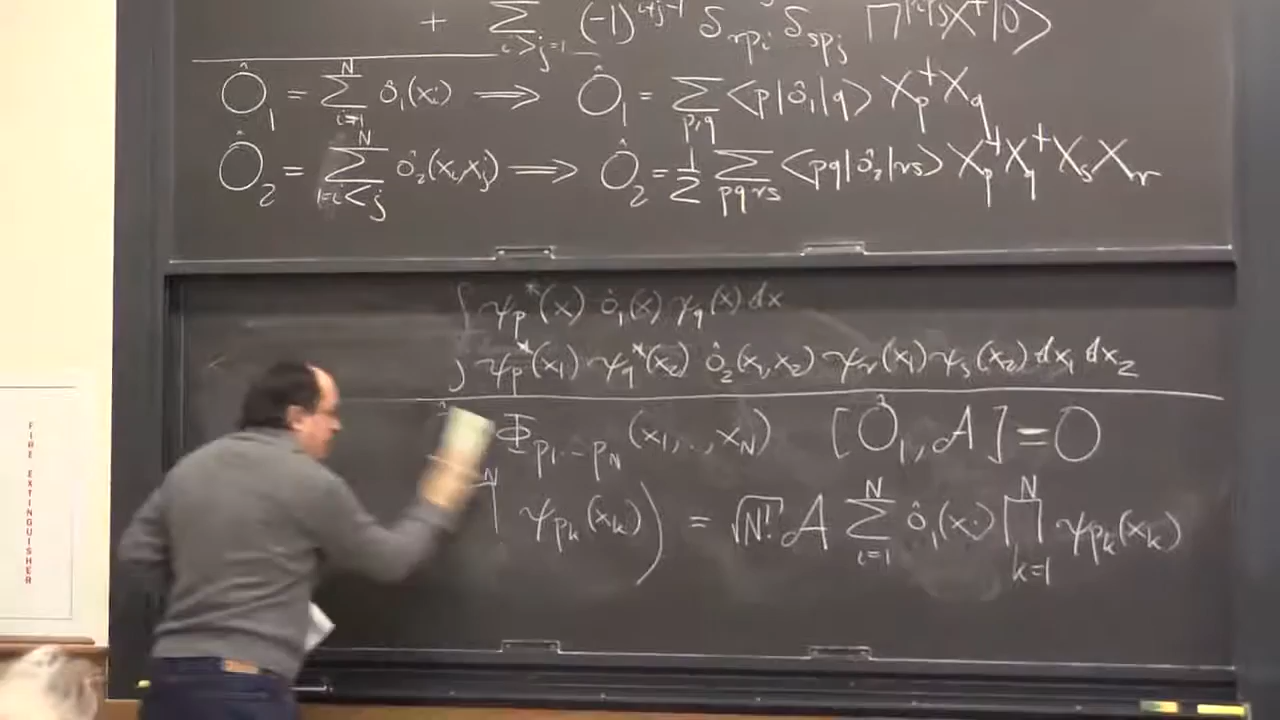 + Σ_{i>j=1} (-1)^{i+j-1} δ_{rp_i} δ_{sp_j} Π^{|r,s} X^+|0>
Ô_1 = Σ_{i=1}^{N} ô_1(x_i) ⟹ Ô_1 = Σ_{p,q} <p|ô_1|q> X_p^+ X_q
Ô_2 = Σ_{1=i<j}^{N} ô_2(x_i,x_j) ⟹ Ô_2 = 1/2 Σ_{pqrs} <pq|ô_2|rs> X_p^+ X_q^+ X_s X_r
∫ ψ_p^*(x) ô_1(x) ψ_q(x) dx
∫ ψ_p^*(x_1) ψ_q^*(x_2) ô_2(x_1,x_2) ψ_r(x_1) ψ_s(x_2) dx_1 dx_2
Φ_{p_1...p_N} (x_1,..,x_N) [Ô_1, A] = 0
Π^N ψ_{p_k}(x_k)) = √N! A Σ_{i=1}^{N} ô_1(x_i) Π_{k=1}^{N} ψ_{p_k}(x_k)
FIRE EXTINGUISHER